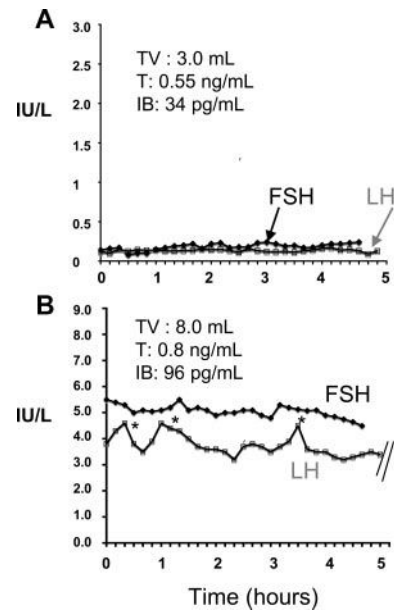 A
3.0
2.5
2.0
1.5
1
0.5
0
IU/L
TV : 3.0 mL
T: 0.55 ng/mL
IB: 34 pg/mL
FSH
LH
0 1 2 3 4 5
B
9.0
8.0
7.0
6.0
5.0
4.0
3.0
2.0
1.0
0.0
IU/L
TV: 8.0 mL
T: 0.8 ng/mL
IB: 96 pg/mL
FSH
* * *
LH
0 1 2 3 4 5
Time (hours)